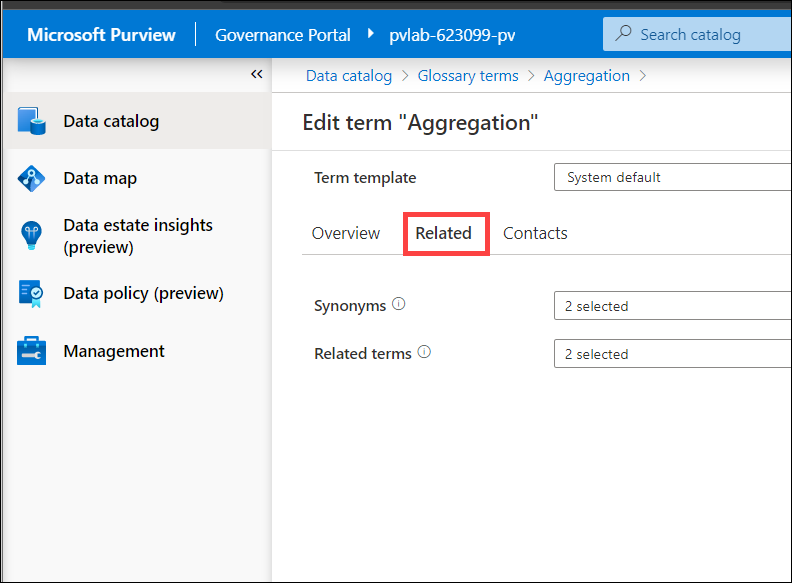 Microsoft Purview
Governance Portal
pvlab-623099-pv
Search catalog
Data catalog
Data map
Data estate insights
(preview)
Data policy (preview)
Management
Data catalog > Glossary terms > Aggregation >
Edit term "Aggregation"
Term template
System default
Overview
Related
Contacts
Synonyms
2 selected
Related terms
2 selected